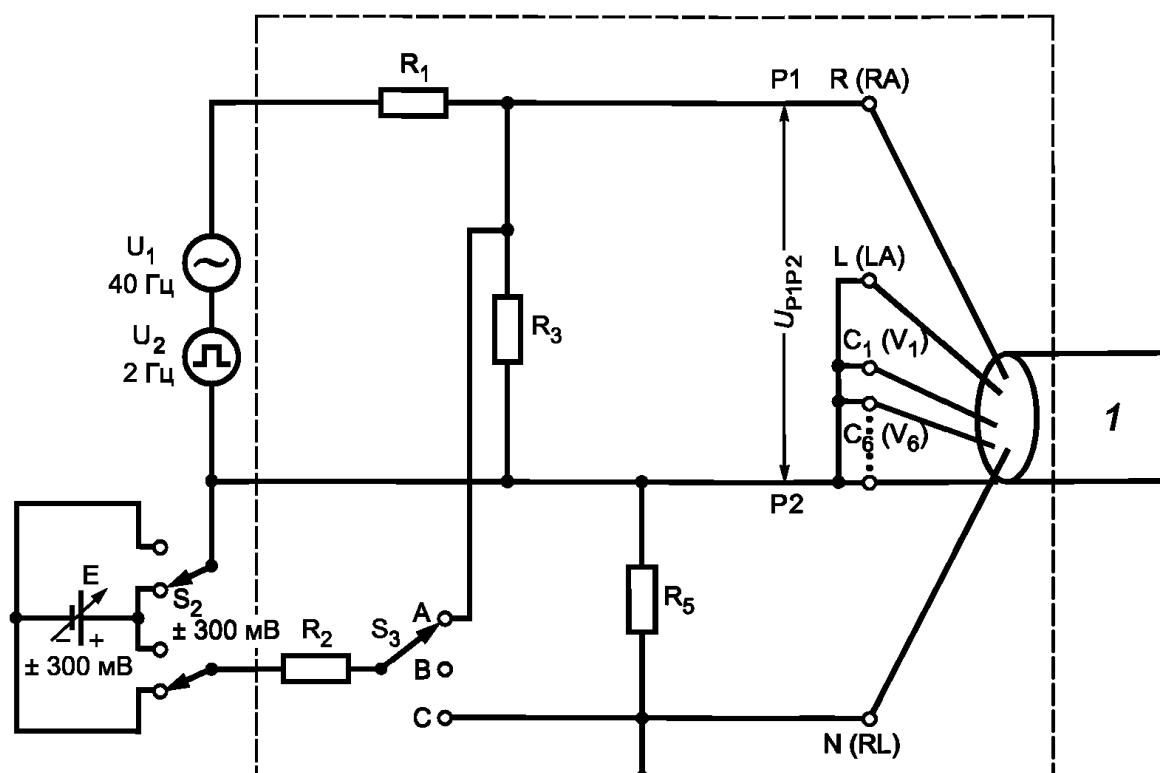 R1
P1
R (RA)
U1
40 Гц
L (LA)
UP1P2
U2
2 Гц
R3
C1 (V1)
1
C6 (V6)
P2
E
S2
± 300 мВ
− +
± 300 мВ
R2
S3
A
B
C
R5
N (RL)